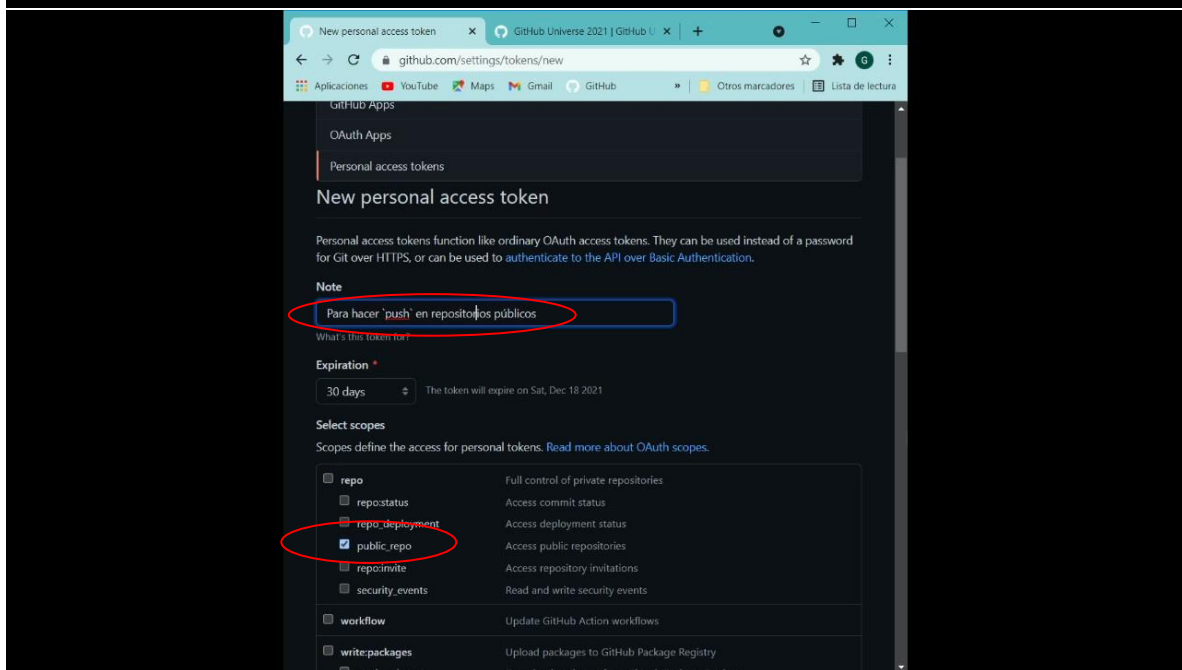 New personal access token
GitHub Universe 2021 | GitHub U
github.com/settings/tokens/new
G
Aplicaciones YouTube Maps Gmail GitHub » Otros marcadores Lista de lectura
GitHub Apps
OAuth Apps
Personal access tokens
New personal access token
Personal access tokens function like ordinary OAuth access tokens. They can be used instead of a password
for Git over HTTPS, or can be used to authenticate to the API over Basic Authentication.
Note
Para hacer `push` en repositorios públicos
What's this token for?
Expiration *
30 days The token will expire on Sat, Dec 18 2021
Select scopes
Scopes define the access for personal tokens. Read more about OAuth scopes.
repo Full control of private repositories
repo:status Access commit status
repo_deployment Access deployment status
public_repo Access public repositories
repo:invite Access repository invitations
security_events Read and write security events
workflow Update GitHub Action workflows
write:packages Upload packages to GitHub Package Registry